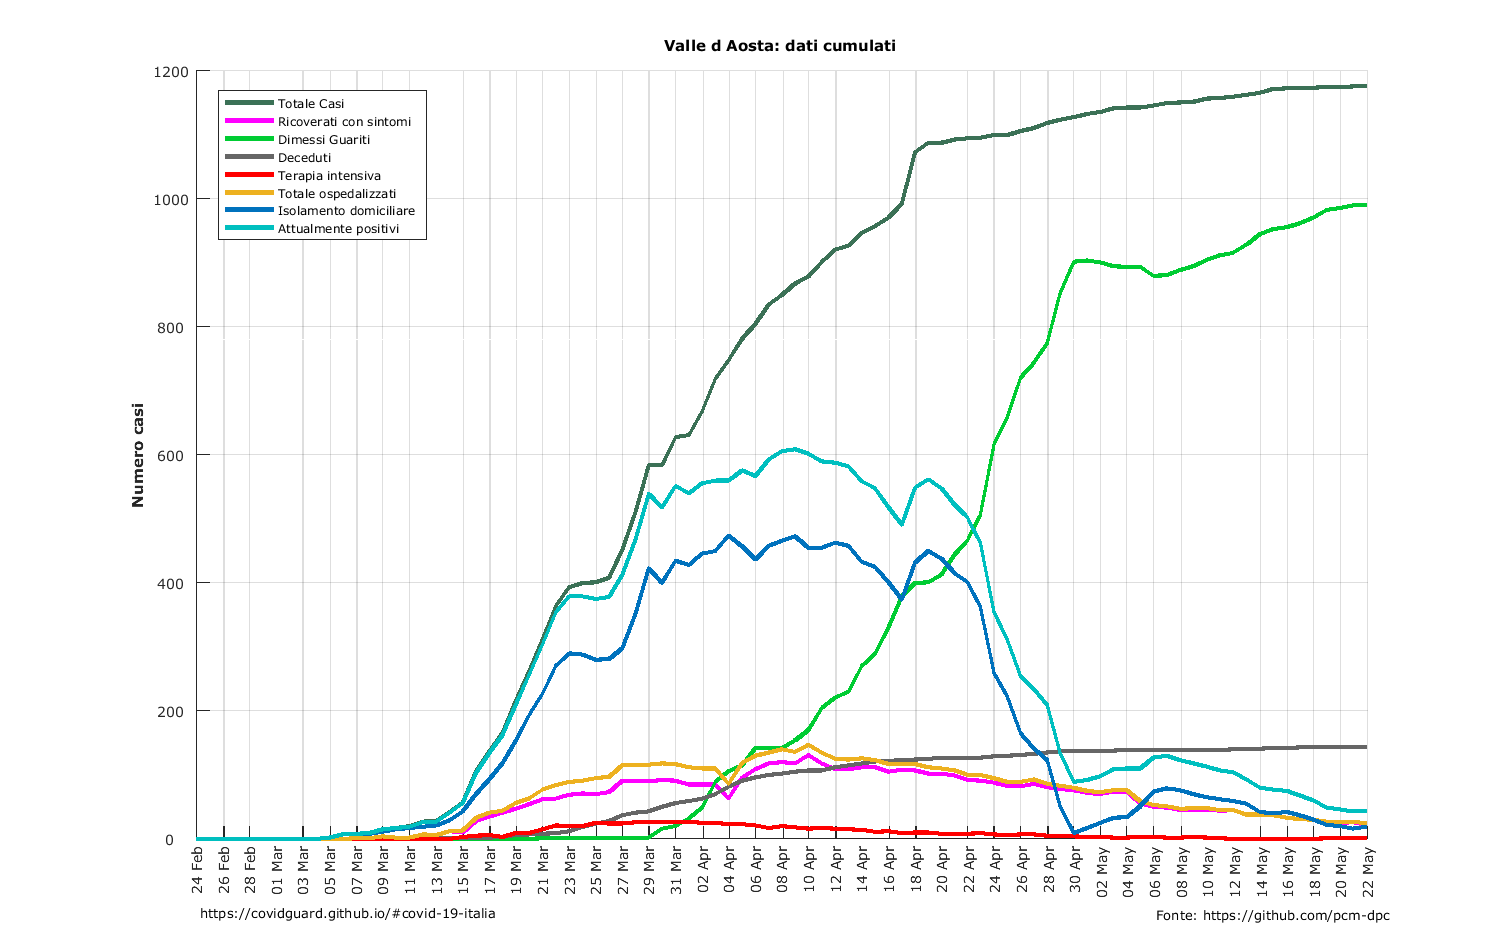 Valle d Aosta: dati cumulati
Numero casi
1200
1000
800
600
400
200
0
Totale Casi
Ricoverati con sintomi
Dimessi Guariti
Deceduti
Terapia intensiva
Totale ospedalizzati
Isolamento domiciliare
Attualmente positivi
24 Feb
26 Feb
28 Feb
01 Mar
03 Mar
05 Mar
07 Mar
09 Mar
11 Mar
13 Mar
15 Mar
17 Mar
19 Mar
21 Mar
23 Mar
25 Mar
27 Mar
29 Mar
31 Mar
02 Apr
04 Apr
06 Apr
08 Apr
10 Apr
12 Apr
14 Apr
16 Apr
18 Apr
20 Apr
22 Apr
24 Apr
26 Apr
28 Apr
30 Apr
02 May
04 May
06 May
08 May
10 May
12 May
14 May
16 May
18 May
20 May
22 May
https://covidguard.github.io/#covid-19-italia
Fonte: https://github.com/pcm-dpc